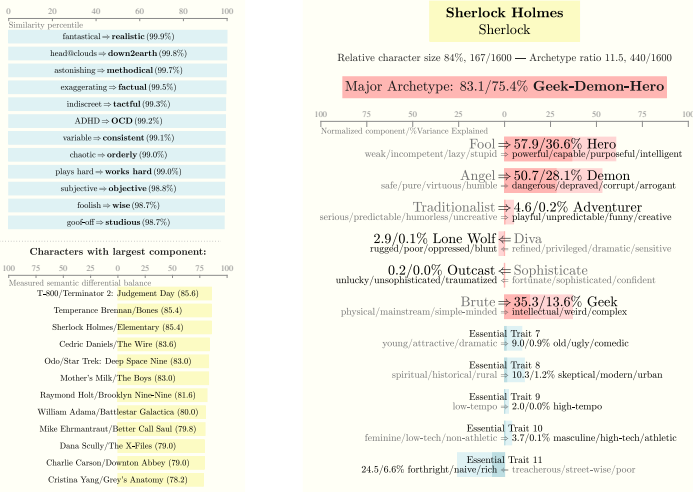 0 20 40 60 80 100
Similarity percentile
fantastical ⇒ realistic (99.9%)
head@clouds ⇒ down2earth (99.8%)
astonishing ⇒ methodical (99.7%)
exaggerating ⇒ factual (99.5%)
indiscreet ⇒ tactful (99.3%)
ADHD ⇒ OCD (99.2%)
variable ⇒ consistent (99.1%)
chaotic ⇒ orderly (99.0%)
plays hard ⇒ works hard (99.0%)
subjective ⇒ objective (98.8%)
foolish ⇒ wise (98.7%)
goof-off ⇒ studious (98.7%)
Characters with largest component:
100 75 50 25 0 25 50 75 100
Measured semantic differential balance
T-800/Terminator 2: Judgement Day (85.6)
Temperance Brennan/Bones (85.4)
Sherlock Holmes/Elementary (85.4)
Cedric Daniels/The Wire (83.6)
Odo/Star Trek: Deep Space Nine (83.0)
Mother's Milk/The Boys (83.0)
Raymond Holt/Brooklyn Nine-Nine (81.6)
William Adama/Battlestar Galactica (80.0)
Mike Ehrmantraut/Better Call Saul (79.8)
Dana Scully/The X-Files (79.0)
Charlie Carson/Downton Abbey (79.0)
Cristina Yang/Grey's Anatomy (78.2)
Sherlock Holmes
Sherlock
Relative character size 84%, 167/1600 — Archetype ratio 11.5, 440/1600
Major Archetype: 83.1/75.4% Geek-Demon-Hero
100 75 50 25 0 25 50 75 100
Normalized component/%Variance Explained
Fool ⇒ 57.9/36.6% Hero
weak/incompetent/lazy/stupid ⇒ powerful/capable/purposeful/intelligent
Angel ⇒ 50.7/28.1% Demon
safe/pure/virtuous/humble ⇒ dangerous/depraved/corrupt/arrogant
Traditionalist ⇒ 4.6/0.2% Adventurer
serious/predictable/humorless/uncreative ⇒ playful/unpredictable/funny/creative
2.9/0.1% Lone Wolf ⇐ Diva
rugged/poor/oppressed/blunt ⇐ refined/privileged/dramatic/sensitive
0.2/0.0% Outcast ⇐ Sophisticate
unlucky/unsophisticated/traumatized ⇐ fortunate/sophisticated/confident
Brute ⇒ 35.3/13.6% Geek
physical/mainstream/simple-minded ⇒ intellectual/weird/complex
Essential Trait 7
young/attractive/dramatic ⇒ 9.0/0.9% old/ugly/comedic
Essential Trait 8
spiritual/historical/rural ⇒ 10.3/1.2% skeptical/modern/urban
Essential Trait 9
low-tempo ⇒ 2.0/0.0% high-tempo
Essential Trait 10
feminine/low-tech/non-athletic ⇒ 3.7/0.1% masculine/high-tech/athletic
Essential Trait 11
24.5/6.6% forthright/naive/rich ⇐ treacherous/street-wise/poor